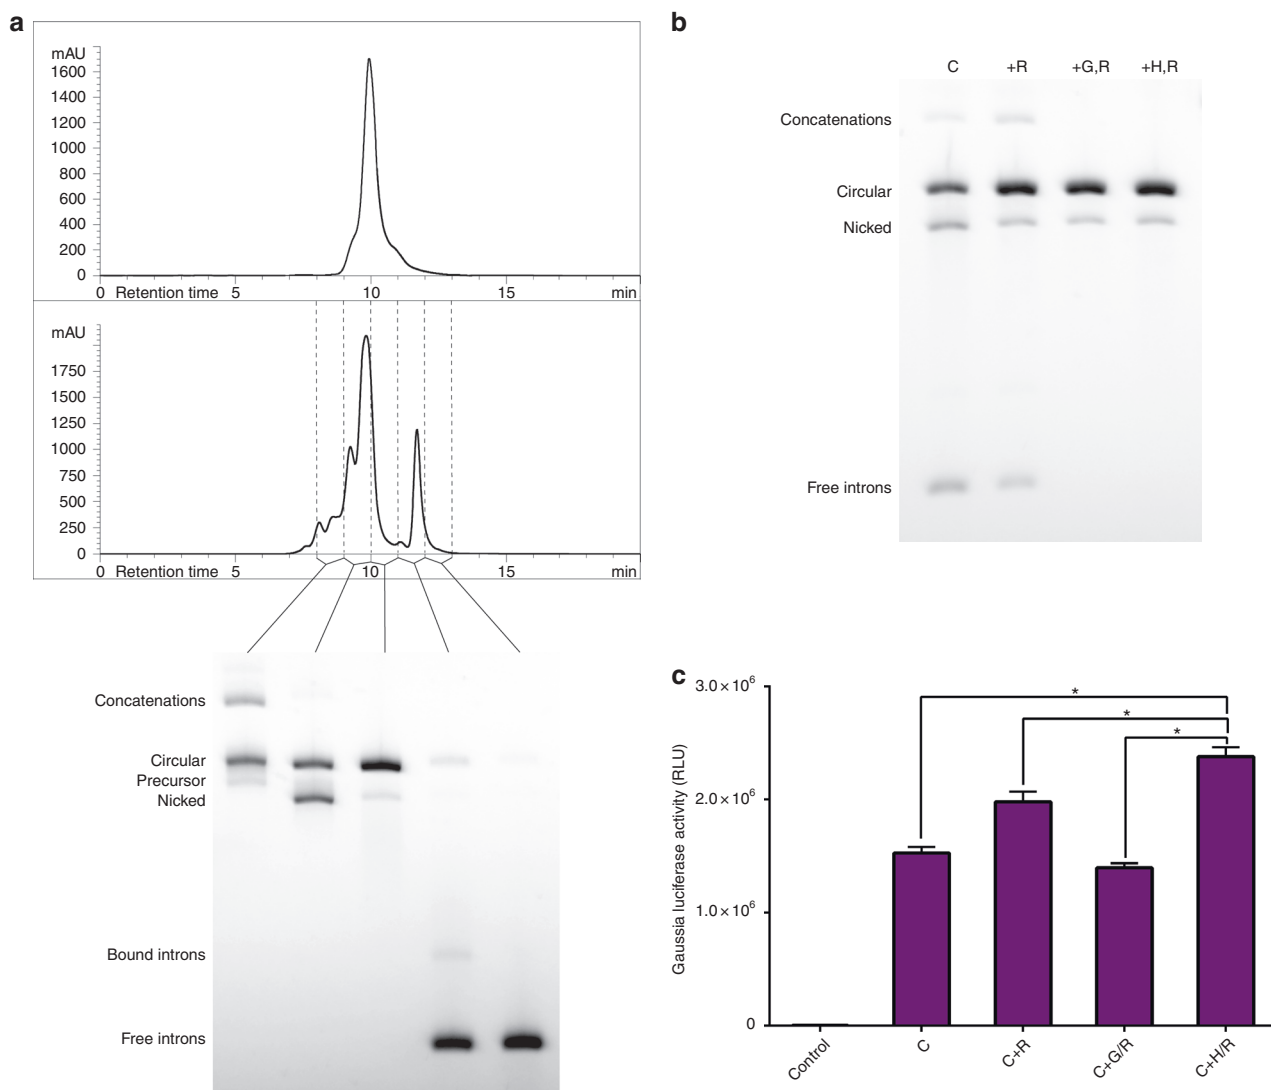 a
mAU
1600
1400
1200
1000
800
600
400
200
0
0 Retention time 5 10 15 min
mAU
1750
1500
1250
1000
750
500
250
0
0 Retention time 5 10 15 min
Concatenations
Circular
Precursor
Nicked
Bound introns
Free introns
b
C +R +G,R +H,R
Concatenations
Circular
Nicked
Free introns
c
Gaussia luciferase activity (RLU)
3.0 × 10⁶
2.0 × 10⁶
1.0 × 10⁶
0
*
*
*
Control C C+R C+G/R C+H/R